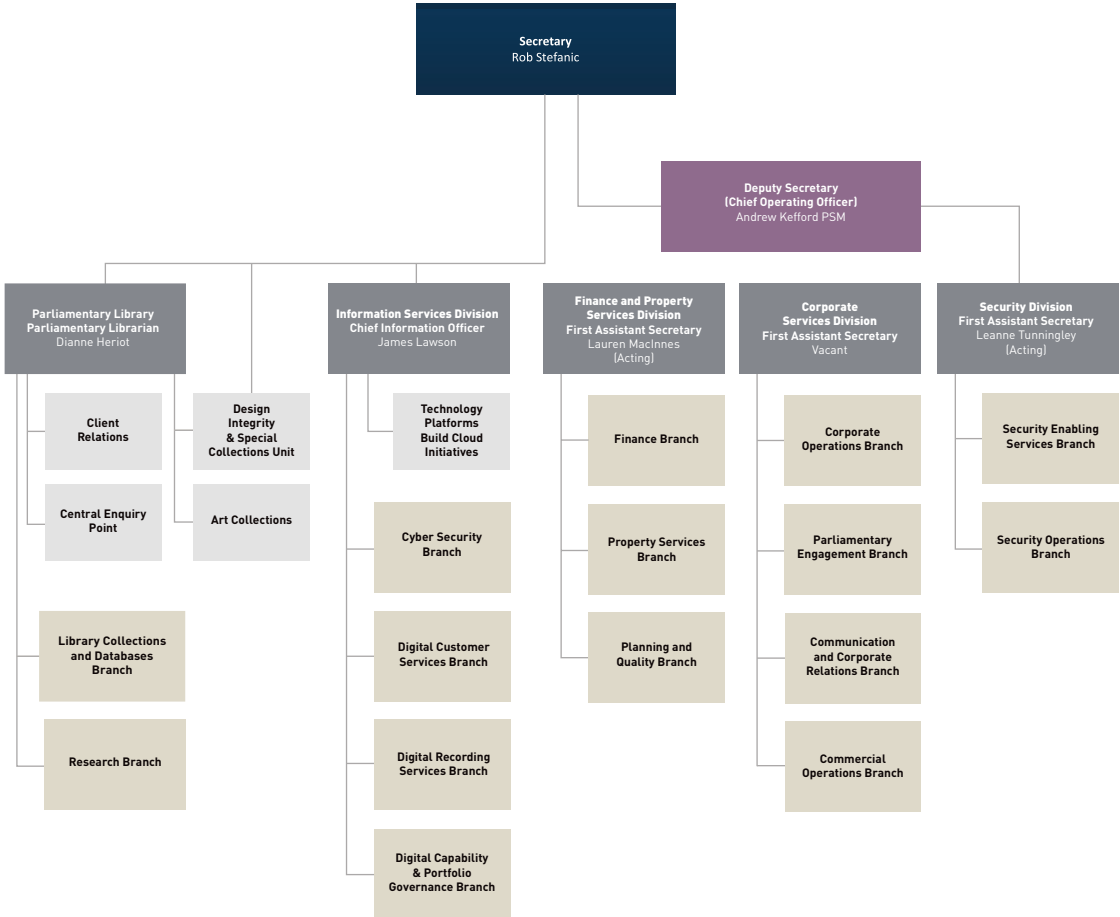 Secretary
Rob Stefanic
Deputy Secretary
(Chief Operating Officer)
Andrew Kefford PSM
Parliamentary Library
Parliamentary Librarian
Dianne Heriot
Information Services Division
Chief Information Officer
James Lawson
Finance and Property
Services Division
First Assistant Secretary
Lauren MacInnes
(Acting)
Corporate
Services Division
First Assistant Secretary
Vacant
Security Division
First Assistant Secretary
Leanne Tunningley
(Acting)
Client
Relations
Central Enquiry
Point
Design
Integrity
& Special
Collections Unit
Art Collections
Library Collections
and Databases
Branch
Research Branch
Technology
Platforms
Build Cloud
Initiatives
Cyber Security
Branch
Digital Customer
Services Branch
Digital Recording
Services Branch
Digital Capability
& Portfolio
Governance Branch
Finance Branch
Property Services
Branch
Planning and
Quality Branch
Corporate
Operations Branch
Parliamentary
Engagement Branch
Communication
and Corporate
Relations Branch
Commercial
Operations Branch
Security Enabling
Services Branch
Security Operations
Branch